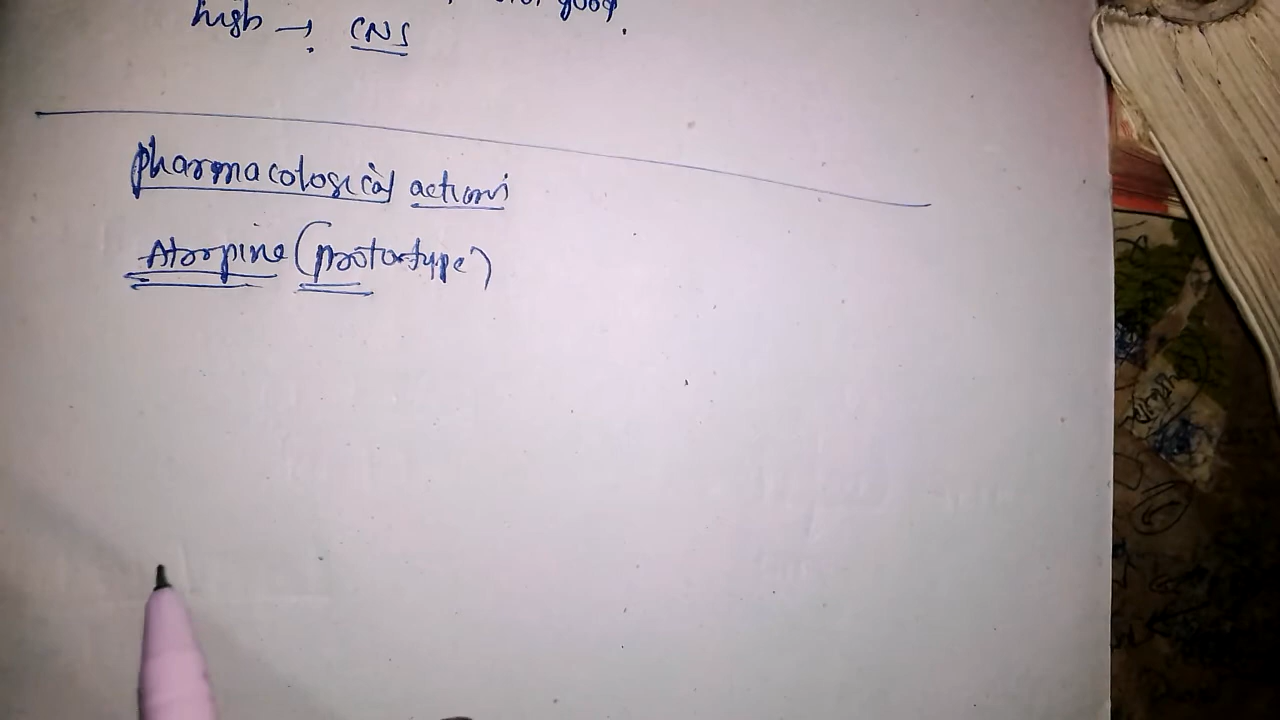 high → CNS
pharmacological actions
Atropine (prototype)